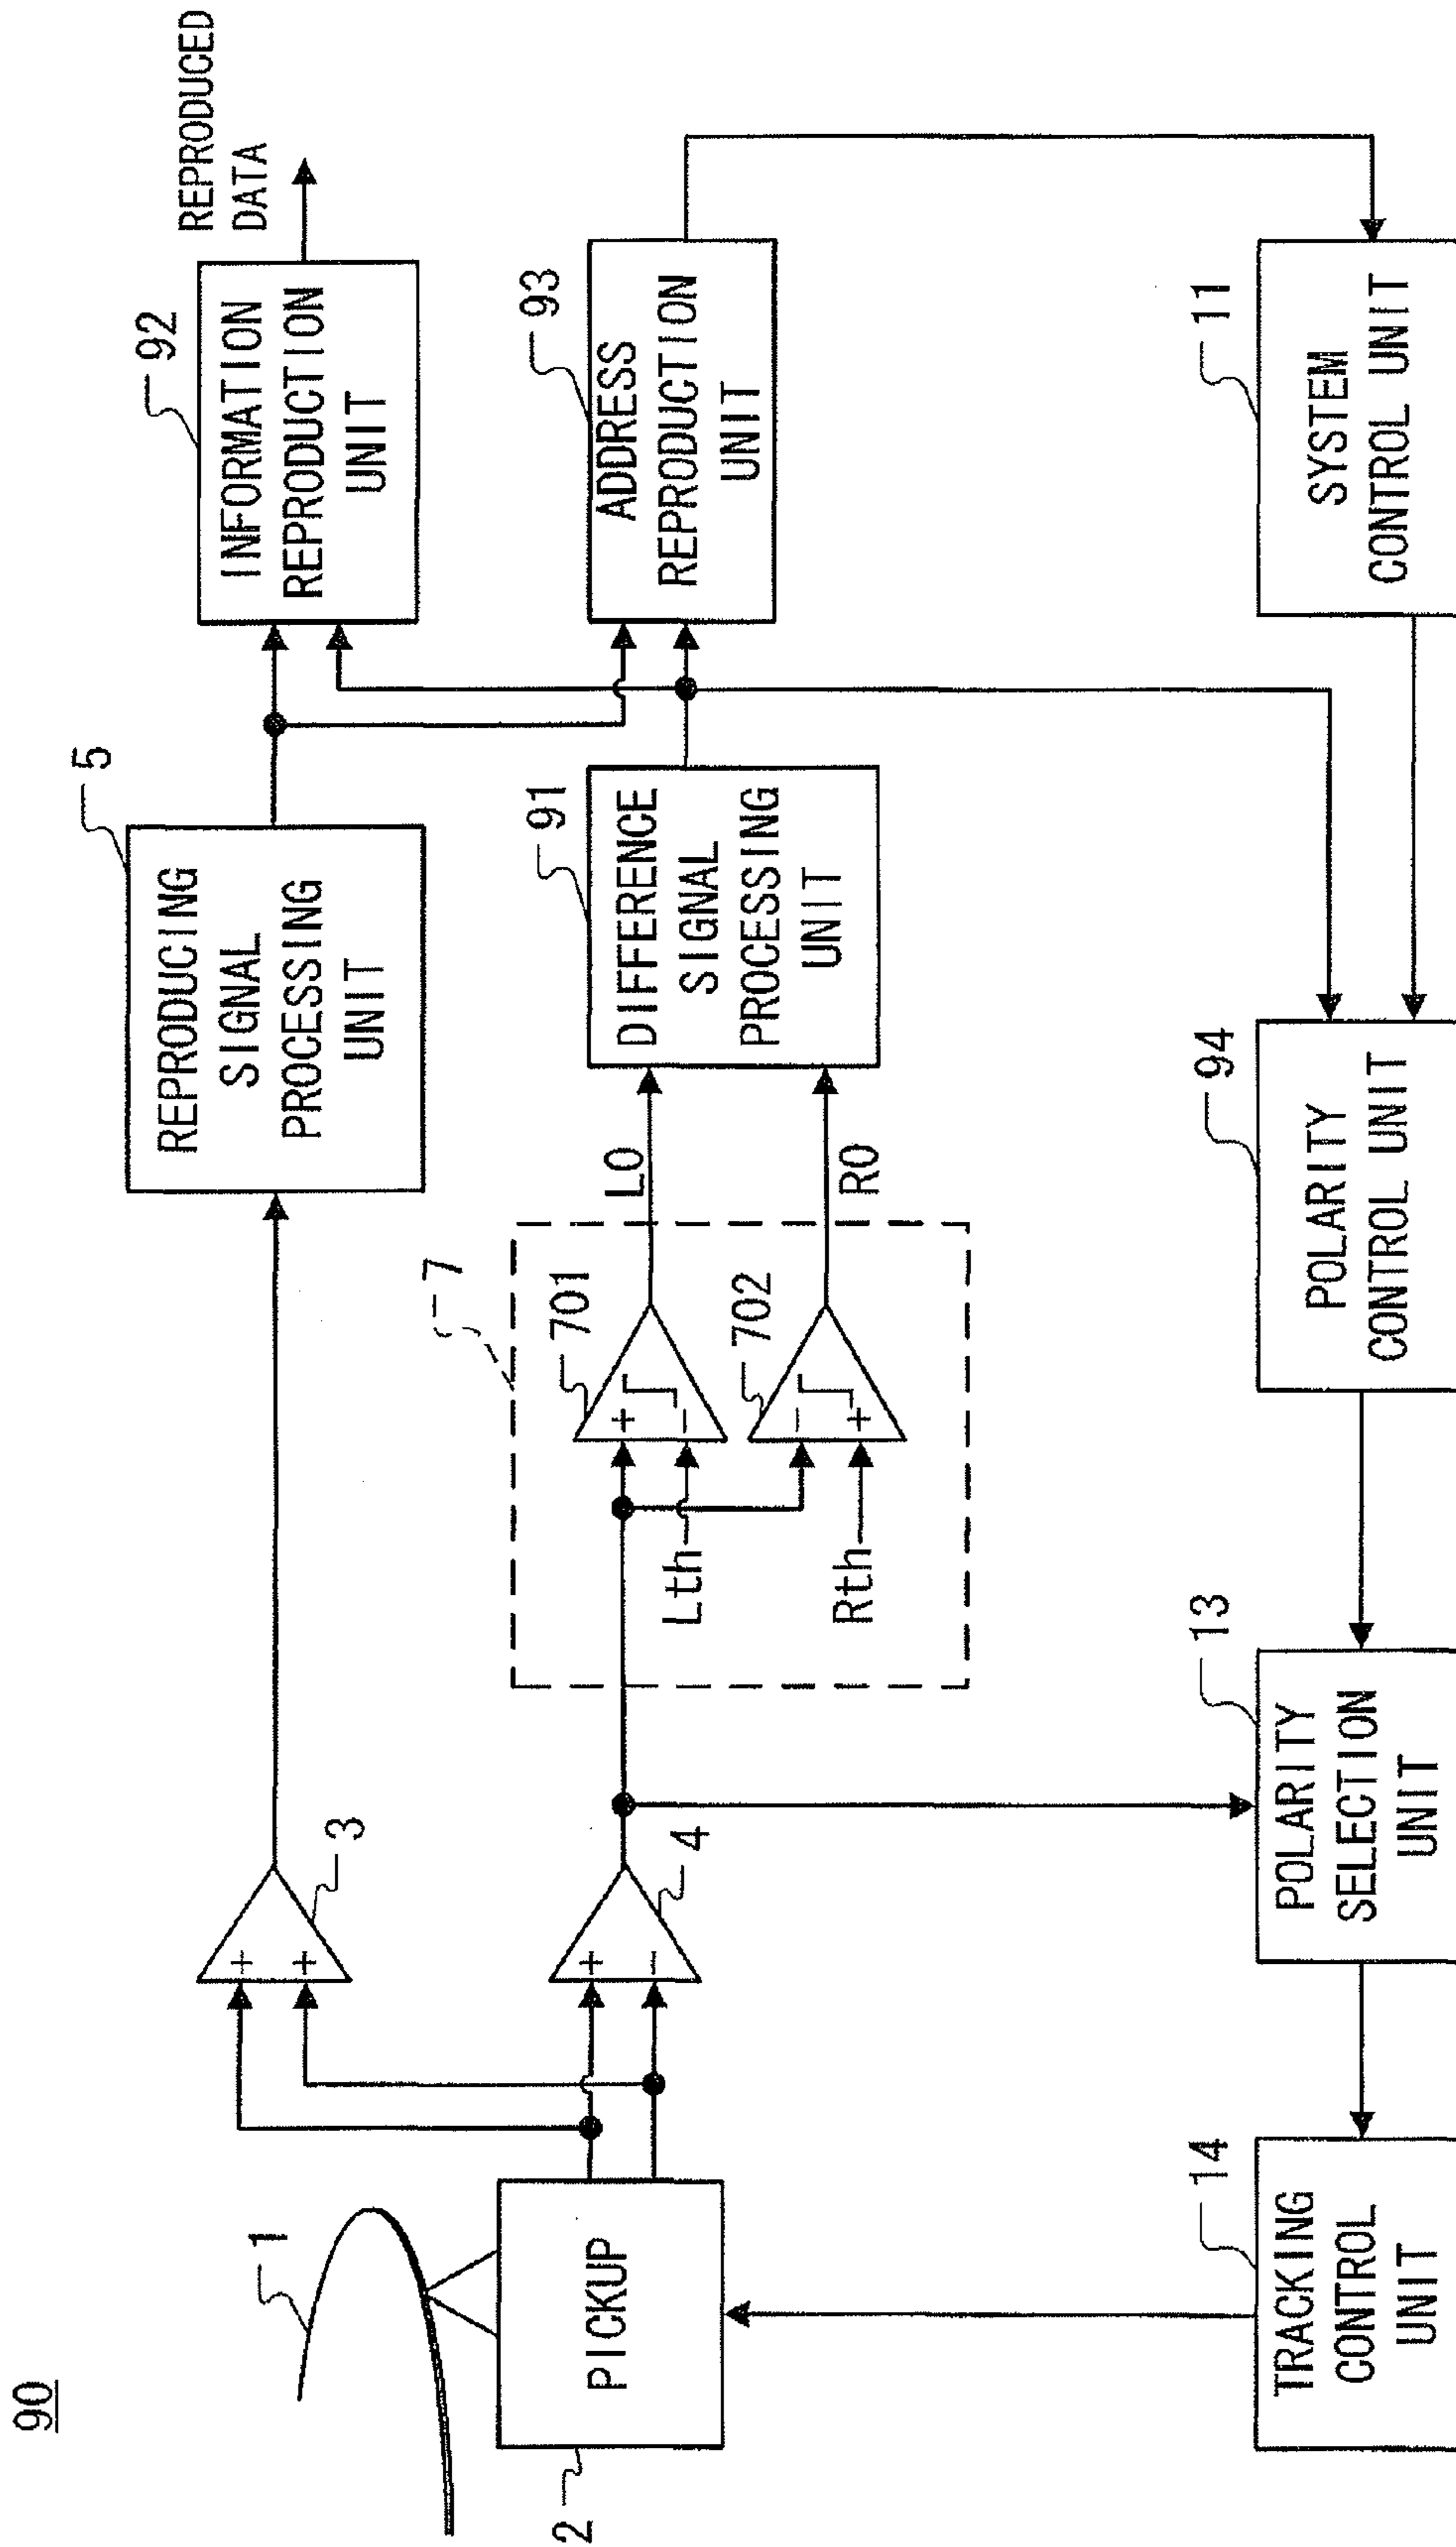 90
1
2
PICKUP
3
+
+
4
+
−
5
REPRODUCING
SIGNAL
PROCESSING
UNIT
92
INFORMATION
REPRODUCTION
UNIT
REPRODUCED
DATA
7
701
+
−
Lth
702
−
+
Rth
LO
RO
91
DIFFERENCE
SIGNAL
PROCESSING
UNIT
93
ADDRESS
REPRODUCTION
UNIT
14
TRACKING
CONTROL
UNIT
13
POLARITY
SELECTION
UNIT
94
POLARITY
CONTROL UNIT
11
SYSTEM
CONTROL UNIT